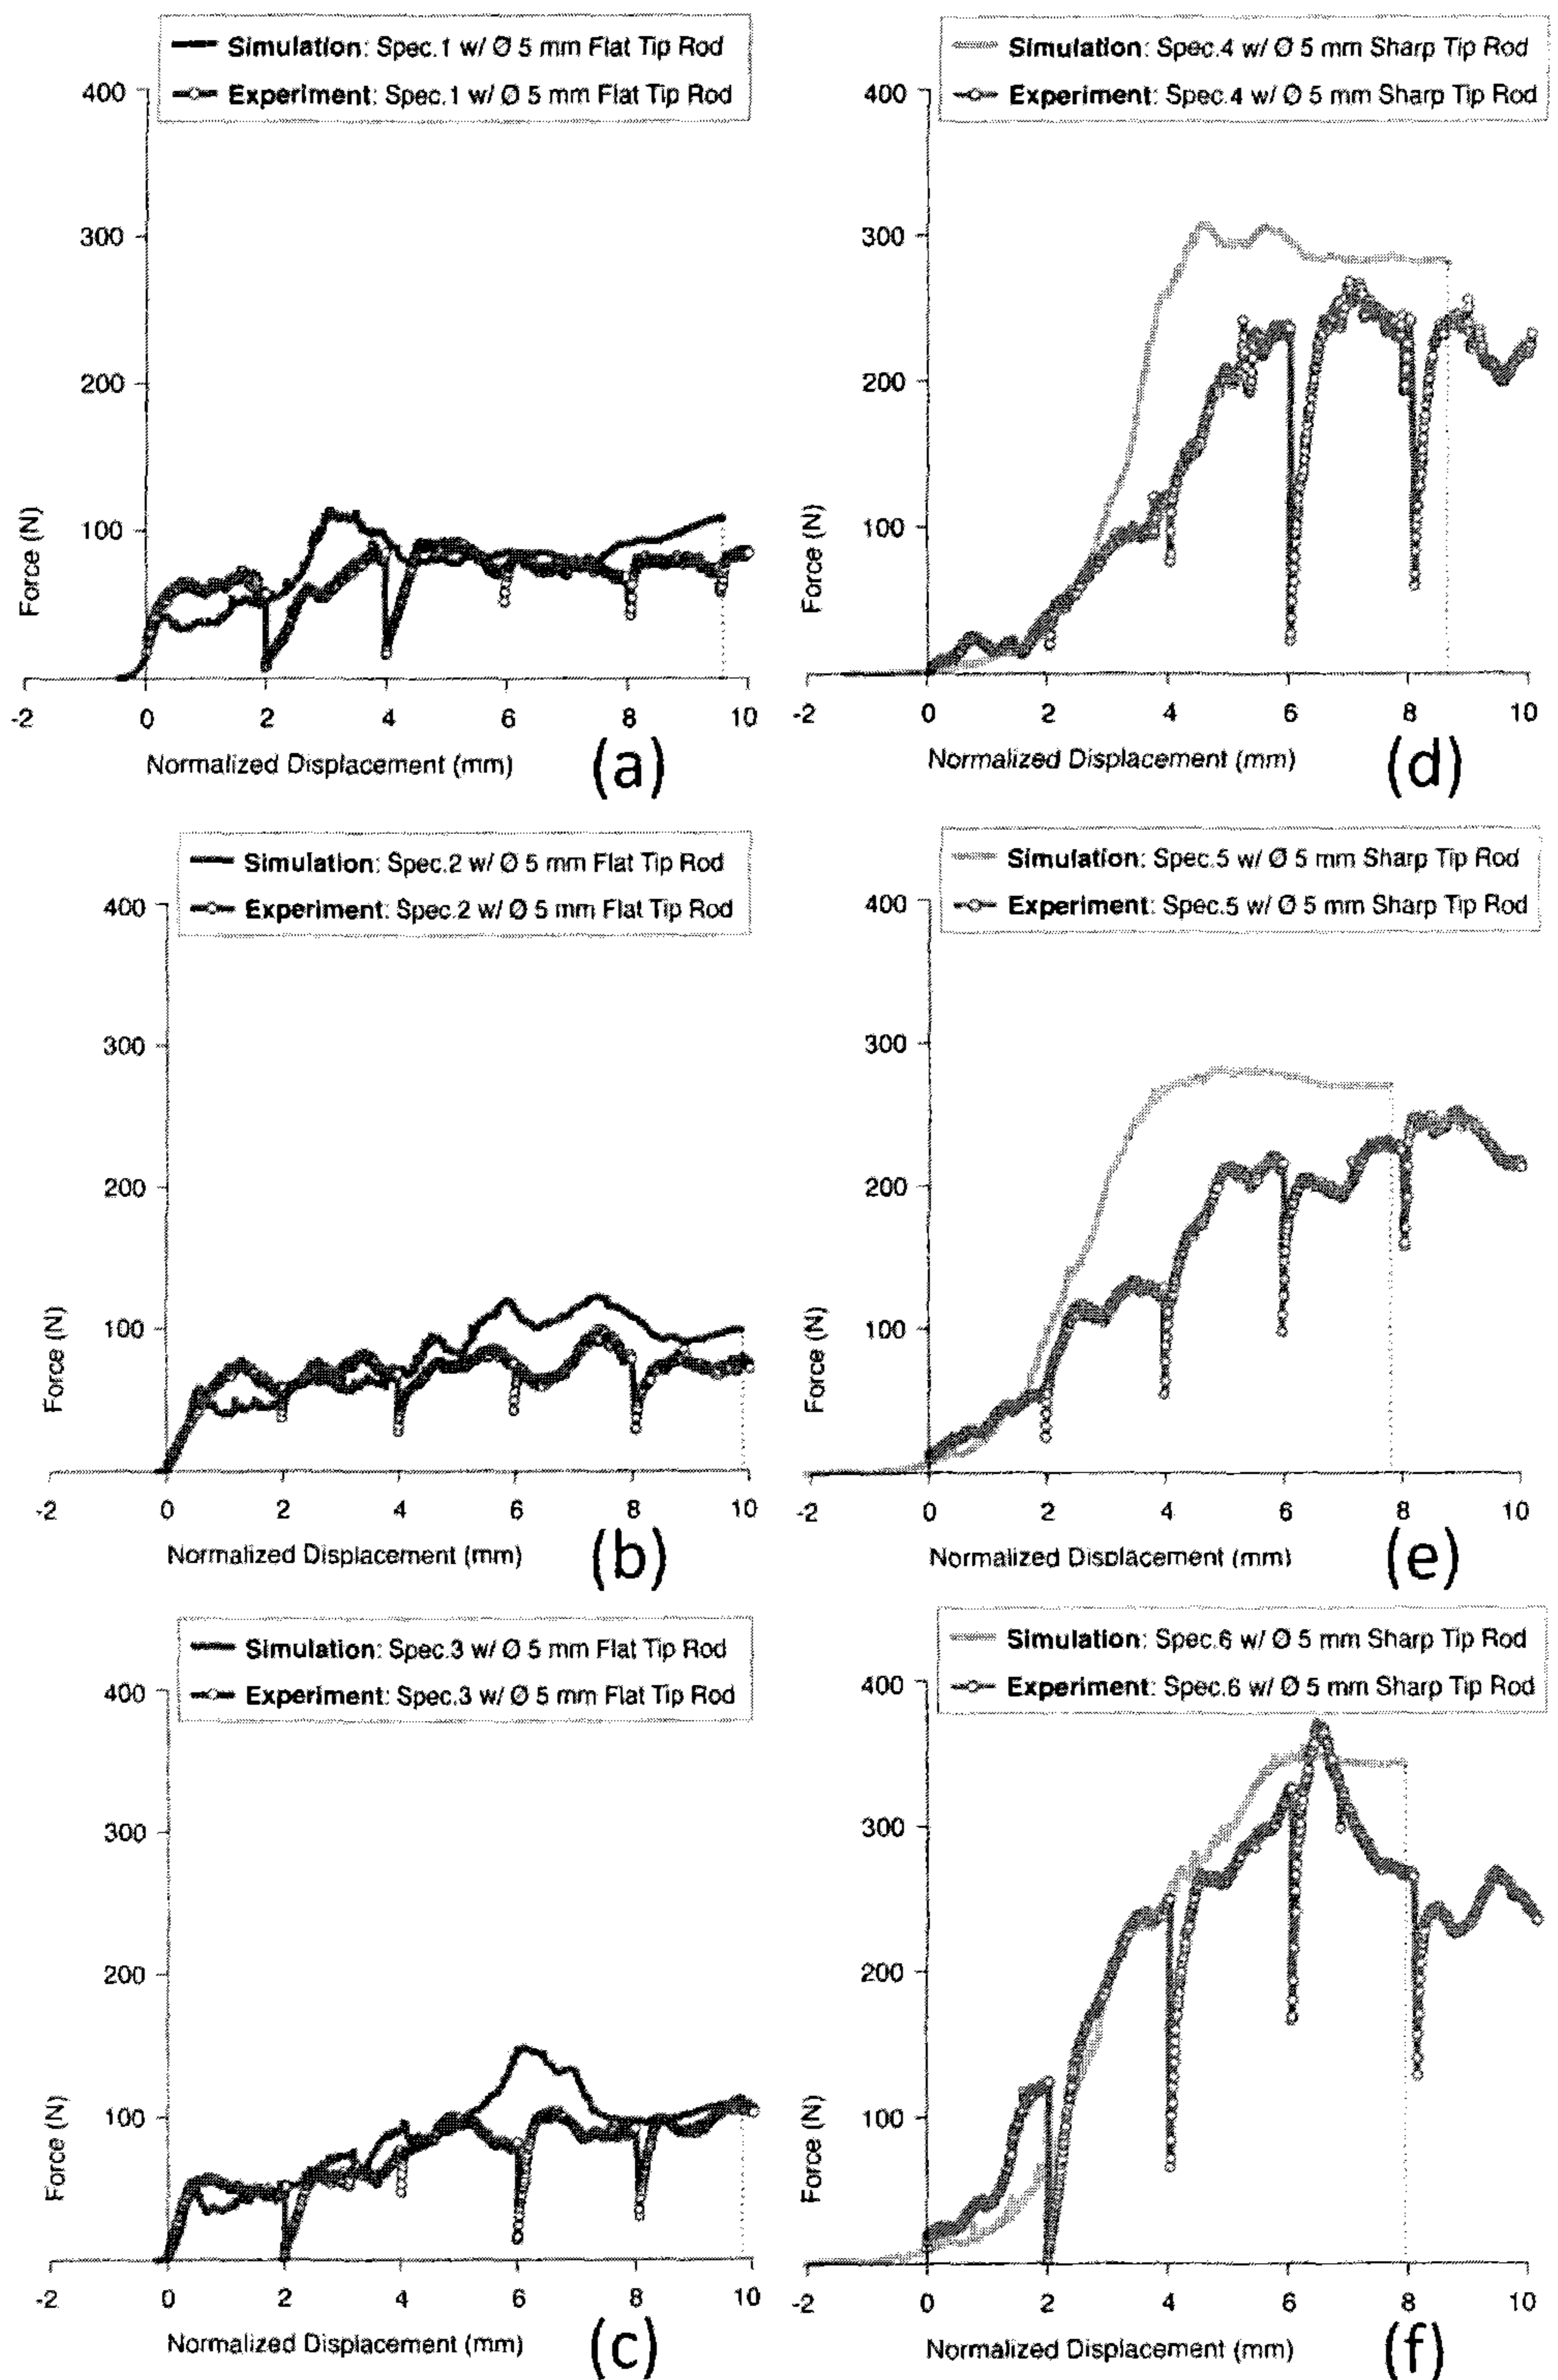 Simulation: Spec.1 w/ Ø 5 mm Flat Tip Rod
Experiment: Spec.1 w/ Ø 5 mm Flat Tip Rod
400
300
200
100
Force (N)
-2 0 2 4 6 8 10
Normalized Displacement (mm)
(a)
Simulation: Spec.4 w/ Ø 5 mm Sharp Tip Rod
Experiment: Spec.4 w/ Ø 5 mm Sharp Tip Rod
400
300
200
100
Force (N)
-2 0 2 4 6 8 10
Normalized Displacement (mm)
(d)
Simulation: Spec.2 w/ Ø 5 mm Flat Tip Rod
Experiment: Spec.2 w/ Ø 5 mm Flat Tip Rod
400
300
200
100
Force (N)
-2 0 2 4 6 8 10
Normalized Displacement (mm)
(b)
Simulation: Spec.5 w/ Ø 5 mm Sharp Tip Rod
Experiment: Spec.5 w/ Ø 5 mm Sharp Tip Rod
400
300
200
100
Force (N)
-2 0 2 4 6 8 10
Normalized Displacement (mm)
(e)
Simulation: Spec.3 w/ Ø 5 mm Flat Tip Rod
Experiment: Spec.3 w/ Ø 5 mm Flat Tip Rod
400
300
200
100
Force (N)
-2 0 2 4 6 8 10
Normalized Displacement (mm)
(c)
Simulation: Spec.6 w/ Ø 5 mm Sharp Tip Rod
Experiment: Spec.6 w/ Ø 5 mm Sharp Tip Rod
400
300
200
100
Force (N)
-2 0 2 4 6 8 10
Normalized Displacement (mm)
(f)